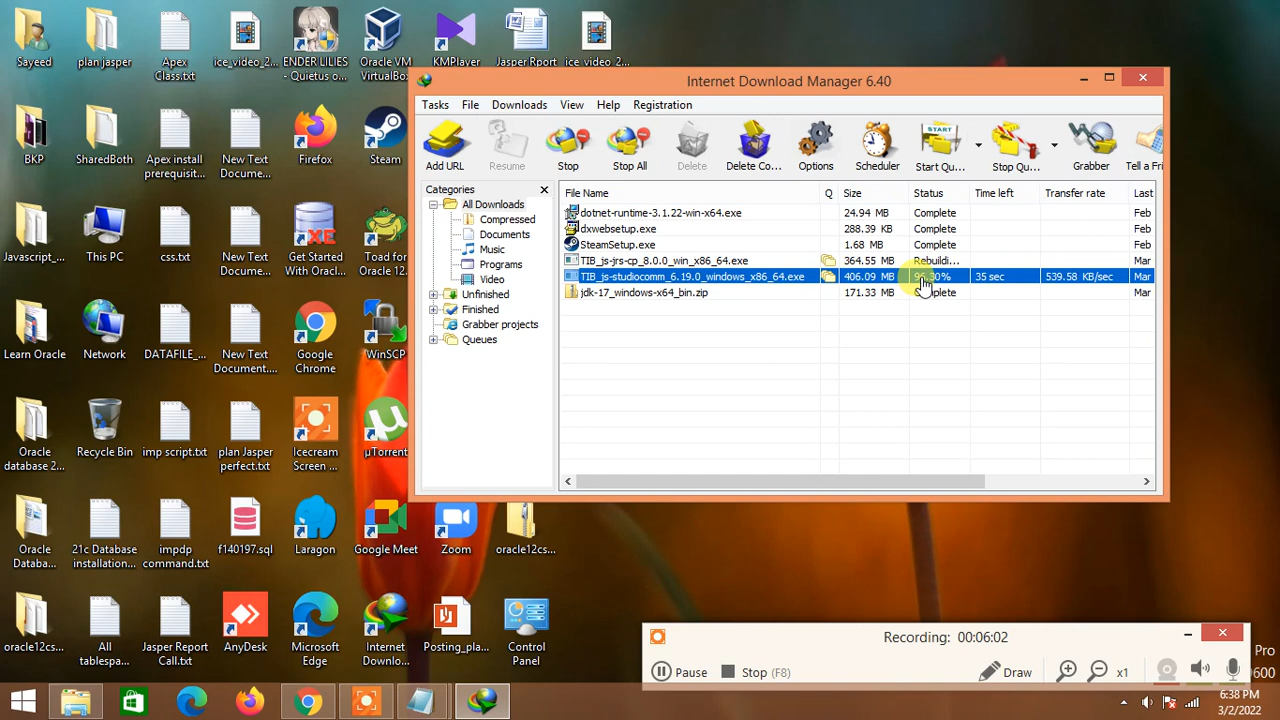 Sayeed
plan jasper
Apex
Class.txt
ice_video_2...
ENDER LILIES
- Quietus o...
Oracle VM
VirtualBox
KMPlayer
Jasper Rport
ice_video_2...
BKP
SharedBoth
Apex install
prerequisit...
New Text
Docume...
Firefox
Steam
Javascript_...
This PC
css.txt
New Text
Docume...
Get Started
With Oracl...
Toad for
Oracle 12...
Learn Oracle
Network
DATAFILE_...
New Text
Document....
Google
Chrome
WinSCP
Oracle
database 2...
Recycle Bin
imp script.txt
plan Jasper
perfect.txt
Icecream
Screen ...
µTorrent
Oracle
Databa...
21c Database
installation...
impdp
command.txt
f140197.sql
Laragon
Google Meet
Zoom
oracle12cs...
oracle12cs...
All
tablespa...
Jasper Report
Call.txt
AnyDesk
Microsoft
Edge
Internet
Downlo...
Posting_pla...
Control
Panel
Internet Download Manager 6.40
Tasks File Downloads View Help Registration
Add URL Resume Stop Stop All Delete Delete Co... Options Scheduler Start Qu... Stop Qu... Grabber Tell a Fri
START
Categories
All Downloads
Compressed
Documents
Music
Programs
Video
Unfinished
Finished
Grabber projects
Queues
File Name Q Size Status Time left Transfer rate Last
dotnet-runtime-3.1.22-win-x64.exe 24.94 MB Complete Feb
dxwebsetup.exe 288.39 KB Complete Feb
SteamSetup.exe 1.68 MB Complete Feb
TIB_js-jrs-cp_8.0.0_win_x86_64.exe 364.55 MB Rebuildi... Mar
TIB_js-studiocomm_6.19.0_windows_x86_64.exe 406.09 MB 35 sec 539.58 KB/sec Mar
jdk-17_windows-x64_bin.zip 171.33 MB Complete Mar
Recording: 00:06:02
Pause Stop (F8) Draw x1
Pro
9600
6:38 PM
3/2/2022